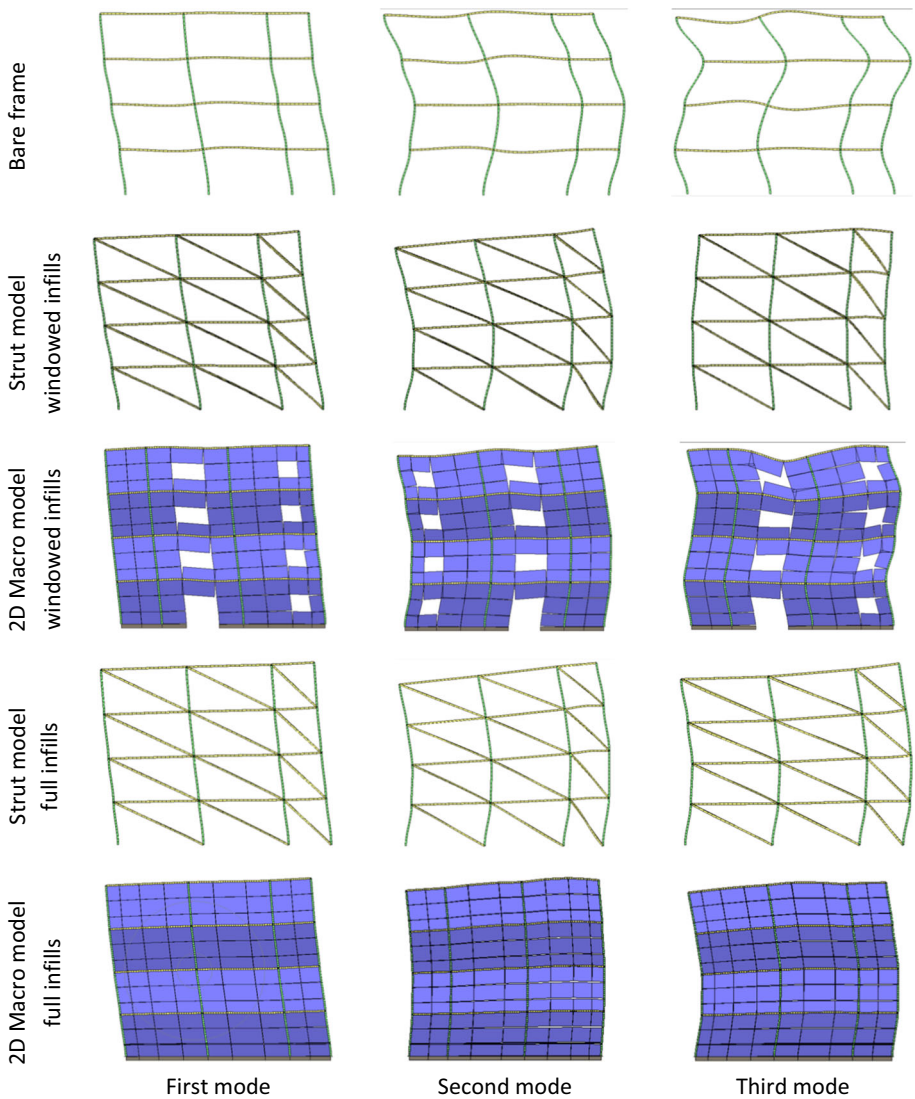 Bare frame
Strut model
windowed infills
2D Macro model
windowed infills
Strut model
full infills
2D Macro model
full infills
First mode
Second mode
Third mode